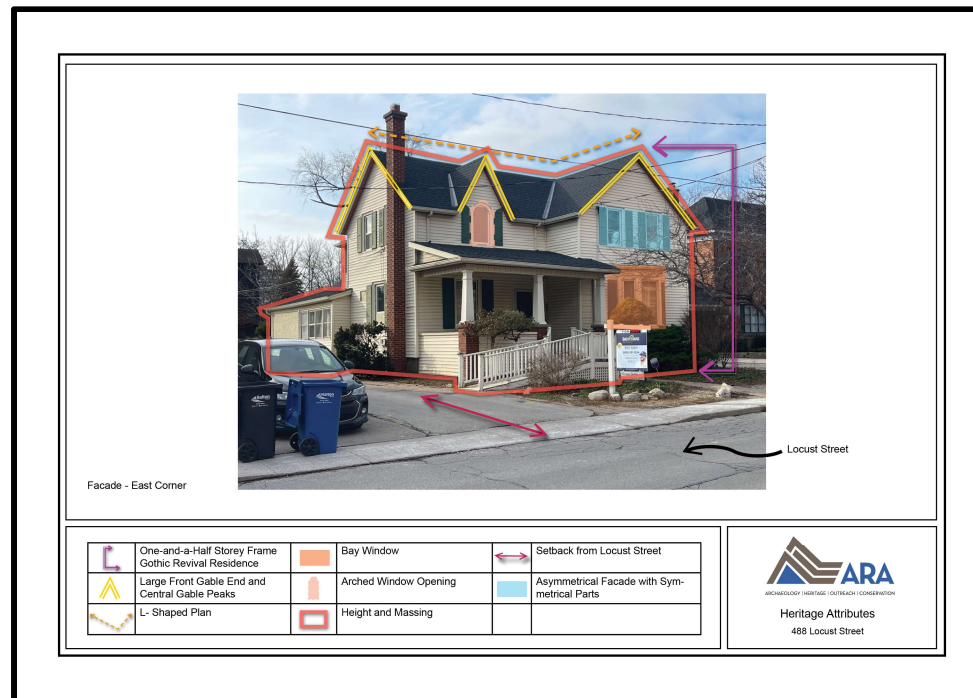 Locust Street
Facade - East Corner
One-and-a-Half Storey Frame
Gothic Revival Residence
Bay Window
Setback from Locust Street
Large Front Gable End and
Central Gable Peaks
Arched Window Opening
Asymmetrical Facade with Sym-
metrical Parts
L- Shaped Plan
Height and Massing
ARA
ARCHAEOLOGY | HERITAGE | OUTREACH | CONSERVATION
Heritage Attributes
488 Locust Street